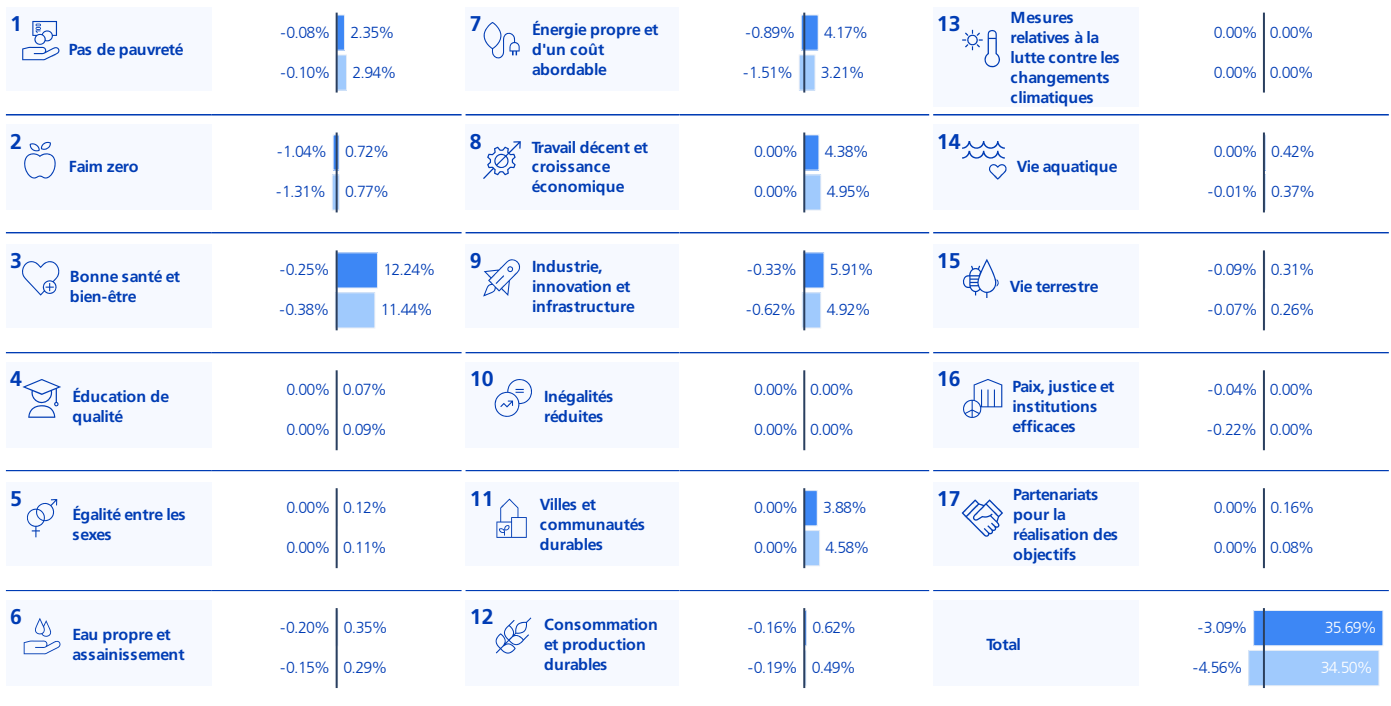 1
Pas de pauvreté
-0.08% 2.35%
-0.10% 2.94%
2
Faim zero
-1.04% 0.72%
-1.31% 0.77%
3
Bonne santé et
bien-être
-0.25% 12.24%
-0.38% 11.44%
4
Éducation de
qualité
0.00% 0.07%
0.00% 0.09%
5
Égalité entre les
sexes
0.00% 0.12%
0.00% 0.11%
6
Eau propre et
assainissement
-0.20% 0.35%
-0.15% 0.29%
7
Énergie propre et
d'un coût
abordable
-0.89% 4.17%
-1.51% 3.21%
8
Travail décent et
croissance
économique
0.00% 4.38%
0.00% 4.95%
9
Industrie,
innovation et
infrastructure
-0.33% 5.91%
-0.62% 4.92%
10
Inégalités
réduites
0.00% 0.00%
0.00% 0.00%
11
Villes et
communautés
durables
0.00% 3.88%
0.00% 4.58%
12
Consommation
et production
durables
-0.16% 0.62%
-0.19% 0.49%
13
Mesures
relatives à la
lutte contre les
changements
climatiques
0.00% 0.00%
0.00% 0.00%
14
Vie aquatique
0.00% 0.42%
-0.01% 0.37%
15
Vie terrestre
-0.09% 0.31%
-0.07% 0.26%
16
Paix, justice et
institutions
efficaces
-0.04% 0.00%
-0.22% 0.00%
17
Partenariats
pour la
réalisation des
objectifs
0.00% 0.16%
0.00% 0.08%
Total
-3.09% 35.69%
-4.56% 34.50%